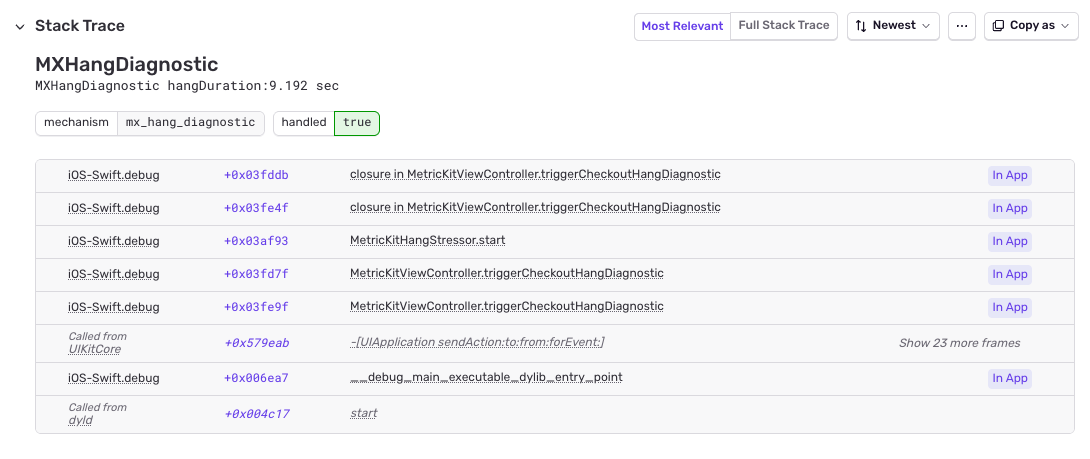 Stack Trace
Most Relevant Full Stack Trace Newest ... Copy as
MXHangDiagnostic
MXHangDiagnostic hangDuration:9.192 sec
mechanism mx_hang_diagnostic handled true
iOS-Swift.debug +0x03fddb closure in MetricKitViewController.triggerCheckoutHangDiagnostic In App
iOS-Swift.debug +0x03fe4f closure in MetricKitViewController.triggerCheckoutHangDiagnostic In App
iOS-Swift.debug +0x03af93 MetricKitHangStressor.start In App
iOS-Swift.debug +0x03fd7f MetricKitViewController.triggerCheckoutHangDiagnostic In App
iOS-Swift.debug +0x03fe9f MetricKitViewController.triggerCheckoutHangDiagnostic In App
Called from
UIKitCore +0x579eab -[UIApplication sendAction:to:from:forEvent:] Show 23 more frames
iOS-Swift.debug +0x006ea7 __debug_main_executable_dylib_entry_point In App
Called from
dyld +0x004c17 start